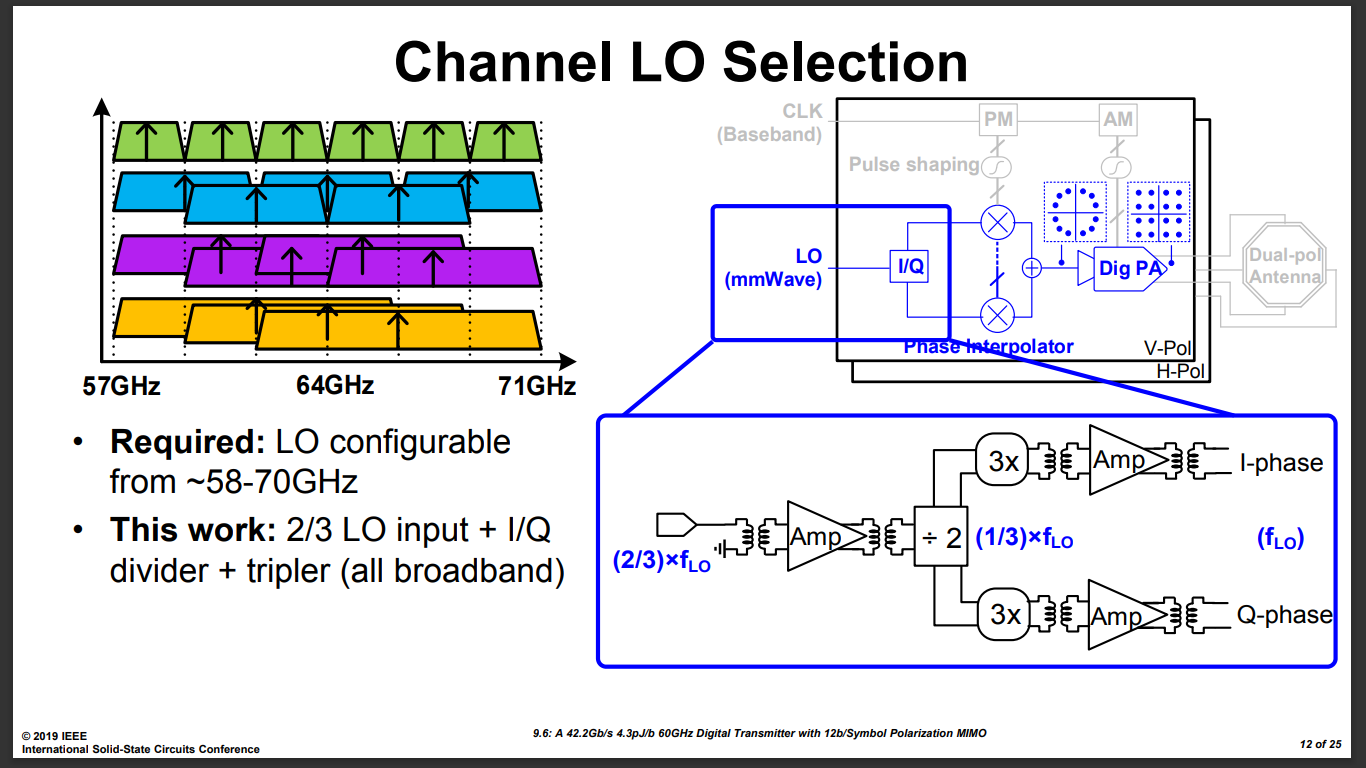 Channel LO Selection
57GHz
64GHz
71GHz
• Required: LO configurable
from ~58-70GHz
• This work: 2/3 LO input + I/Q
divider + tripler (all broadband)
CLK
(Baseband)
PM
AM
Pulse shaping
LO
(mmWave)
I/Q
Dig PA
Dual-pol
Antenna
Phase Interpolator
V-Pol
H-Pol
(2/3)×fLO
Amp
÷ 2
(1/3)×fLO
3x
Amp
I-phase
(fLO)
3x
Amp
Q-phase
© 2019 IEEE
International Solid-State Circuits Conference
9.6: A 42.2Gb/s 4.3pJ/b 60GHz Digital Transmitter with 12b/Symbol Polarization MIMO
12 of 25